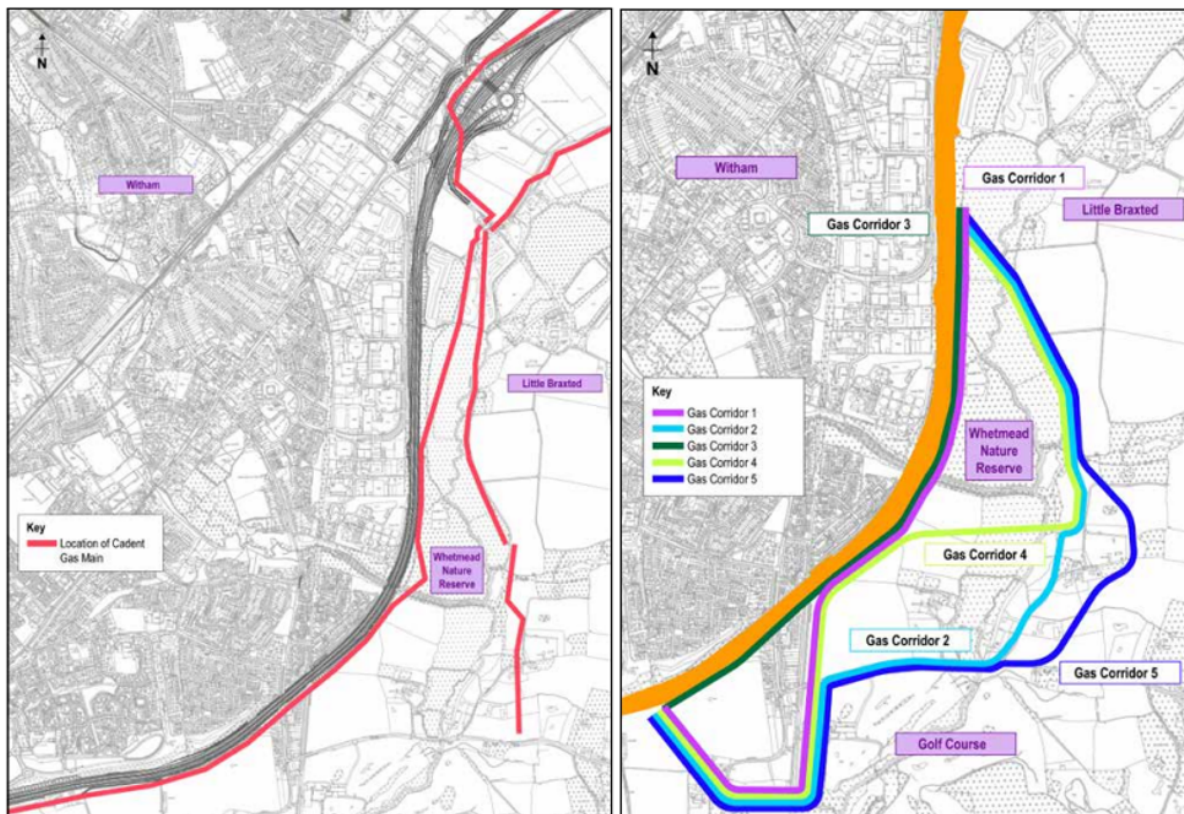 N
Witham
Little Braxted
Key
Location of Cadent
Gas Main
Whetmead
Nature
Reserve
N
Witham
Gas Corridor 1
Little Braxted
Gas Corridor 3
Key
Gas Corridor 1
Gas Corridor 2
Gas Corridor 3
Gas Corridor 4
Gas Corridor 5
Whetmead
Nature
Reserve
Gas Corridor 4
Gas Corridor 2
Gas Corridor 5
Golf Course